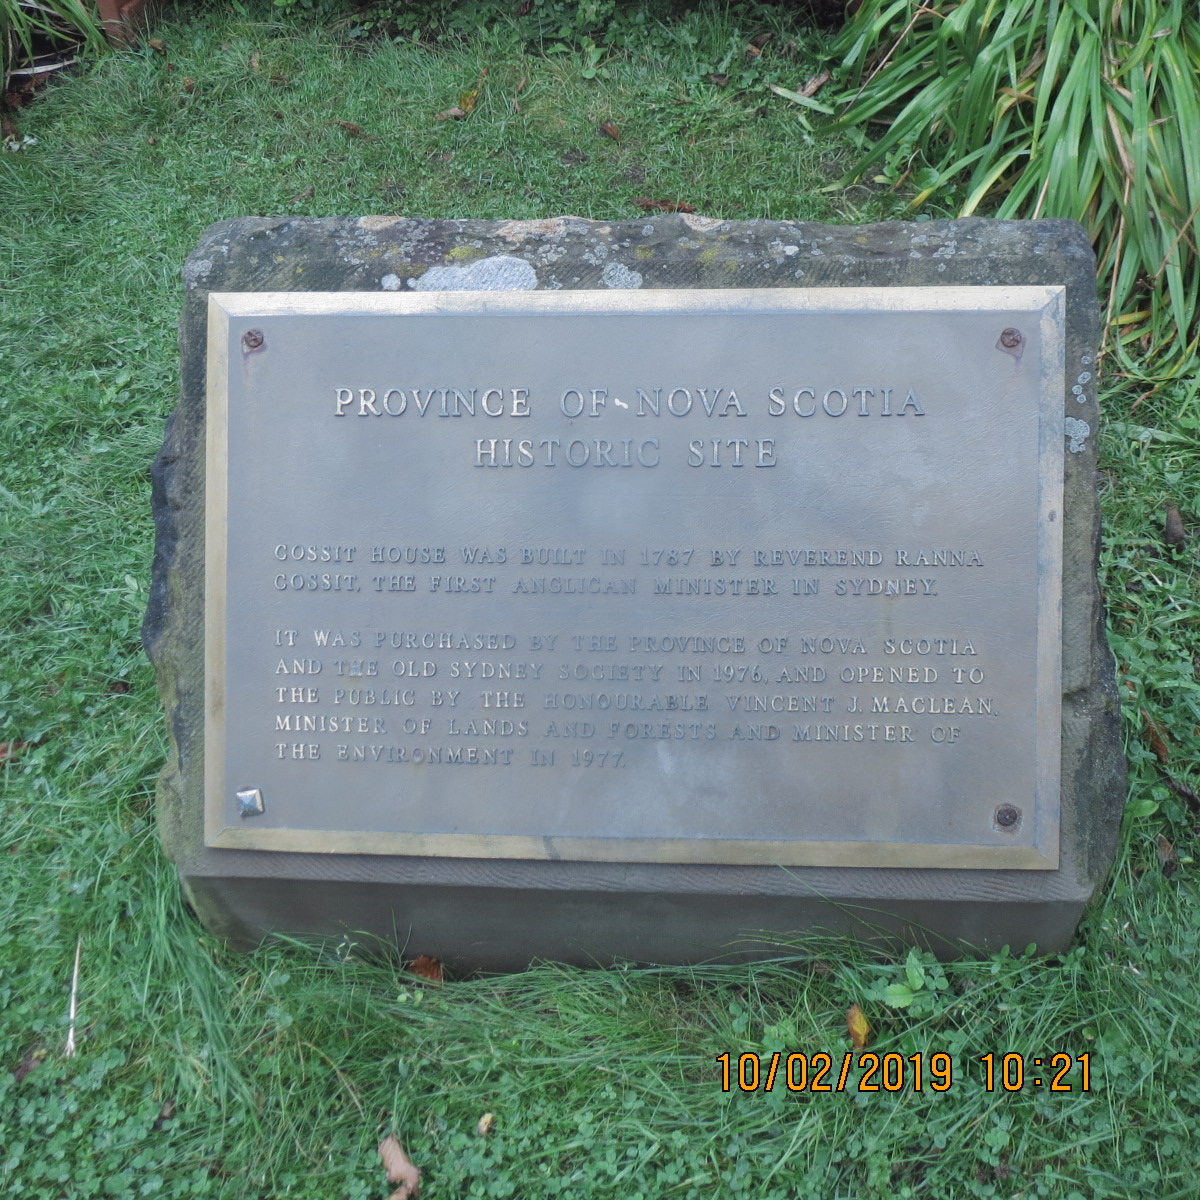 PROVINCE OF NOVA SCOTIA
HISTORIC SITE
COSSIT HOUSE WAS BUILT IN 1787 BY REVEREND RANNA
COSSIT, THE FIRST ANGLICAN MINISTER IN SYDNEY.
IT WAS PURCHASED BY THE PROVINCE OF NOVA SCOTIA
AND THE OLD SYDNEY SOCIETY IN 1976, AND OPENED TO
THE PUBLIC BY THE HONOURABLE VINCENT J. MACLEAN,
MINISTER OF LANDS AND FORESTS AND MINISTER OF
THE ENVIRONMENT IN 1977.
10/02/2019 10:21